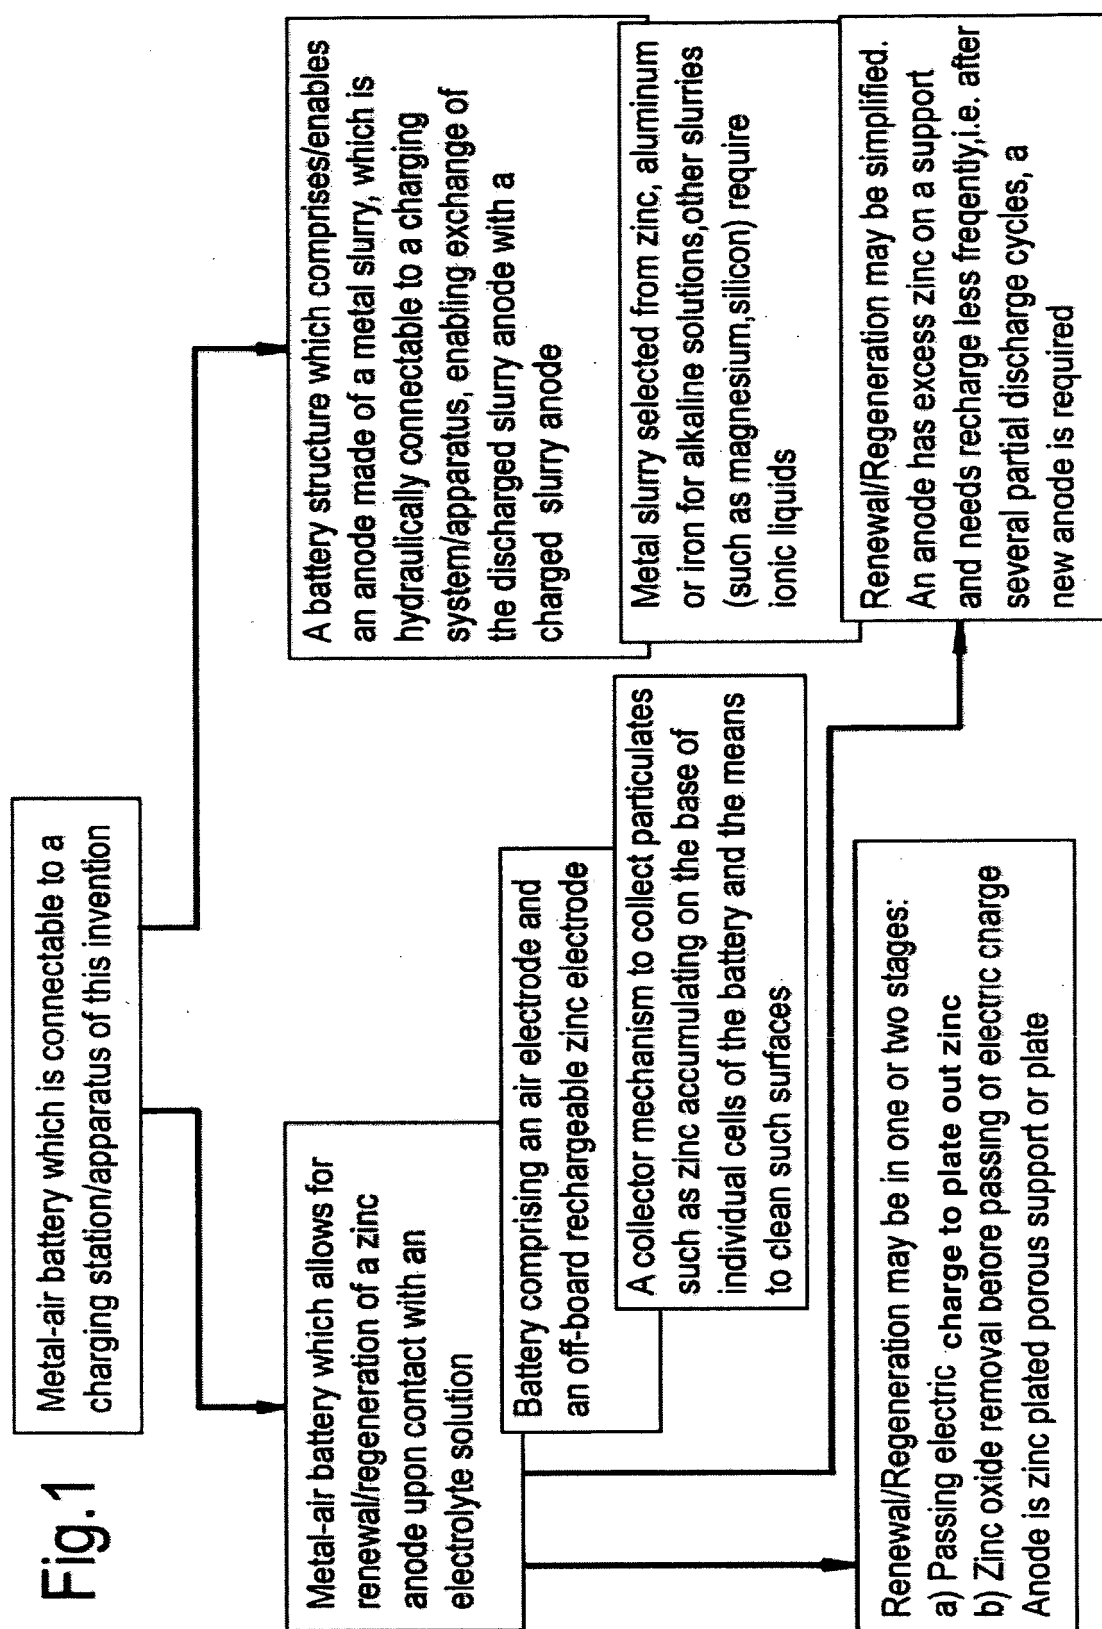 Fig.1
Metal-air battery which is connectable to a
charging station/apparatus of this invention
Metal-air battery which allows for
renewal/regeneration of a zinc
anode upon contact with an
electrolyte solution
Battery comprising an air electrode and
an off-board rechargeable zinc electrode
A collector mechanism to collect particulates
such as zinc accumulating on the base of
individual cells of the battery and the means
to clean such surfaces
Renewal/Regeneration may be in one or two stages:
a) Passing electric charge to plate out zinc
b) Zinc oxide removal before passing of electric cnarge
Anode is zinc plated porous support or plate
A battery structure which comprises/enables
an anode made of a metal slurry, which is
hydraulically connectable to a charging
system/apparatus, enabling exchange of
the discharged slurry anode with a
charged slurry anode
Metal slurry selected from zinc, aluminum
or iron for alkaline solutions,other slurries
(such as magnesium,silicon) require
ionic liquids
Renewal/Regeneration may be simplified.
An anode has excess zinc on a support
and needs recharge less freqently,i.e. after
several partial discharge cycles, a
new anode is required